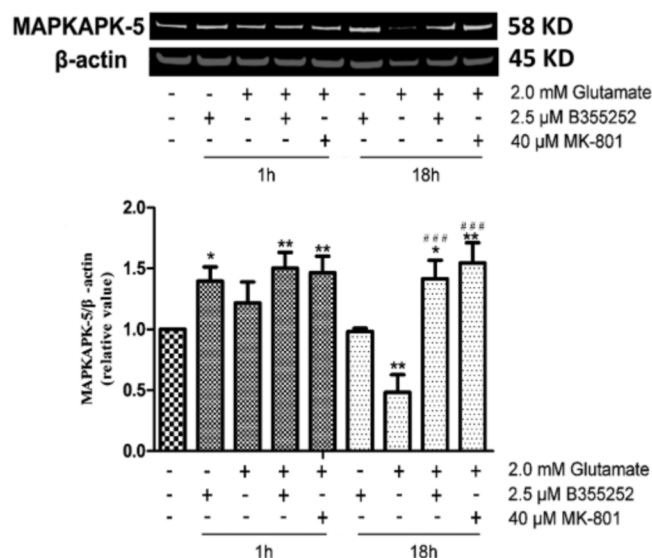 MAPKAPK-5 58 KD
β-actin 45 KD
- - + + + - + + + 2.0 mM Glutamate
- + - + - + - + - 2.5 µM B355252
- - - - + - - - + 40 µM MK-801
1h 18h
2.0
1.5
1.0
0.5
0.0
MAPKAPK-5/β -actin
(relative value)
* ** ** ** ### * ### **
- - + + + - + + + 2.0 mM Glutamate
- + - + - + - + - 2.5 µM B355252
- - - - + - - - + 40 µM MK-801
1h 18h